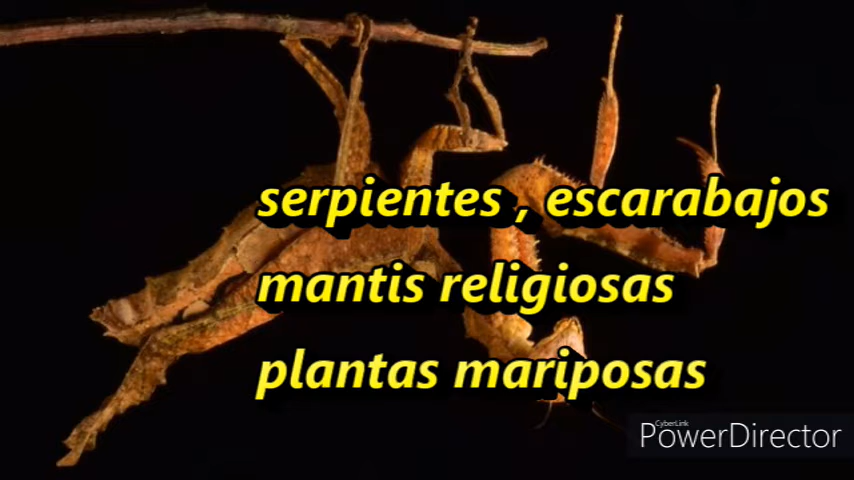 serpientes , escarabajos
mantis religiosas
plantas mariposas
CyberLink
PowerDirector